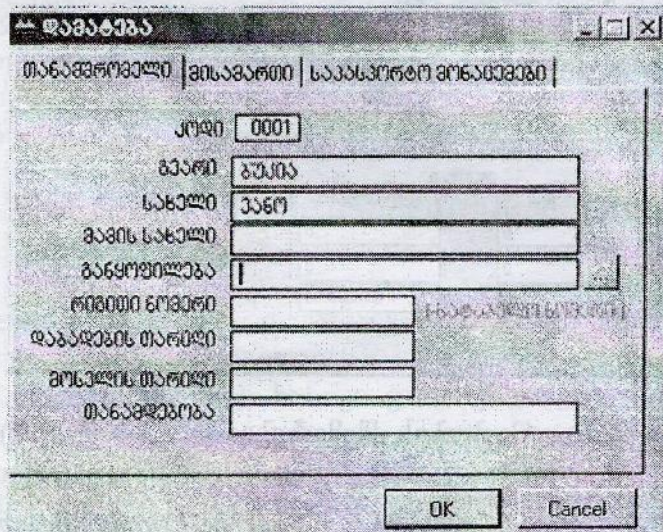 დამატება
თანამშრომელი მისამართი საპასპორტო მონაცემები
კოდი 0001
გვარი ბუკია
სახელი ვანო
მამის სახელი
განყოფილება ...
რიგითი ნომერი
დაბადების თარიღი
მოსვლის თარიღი
თანამდებობა
OK Cancel